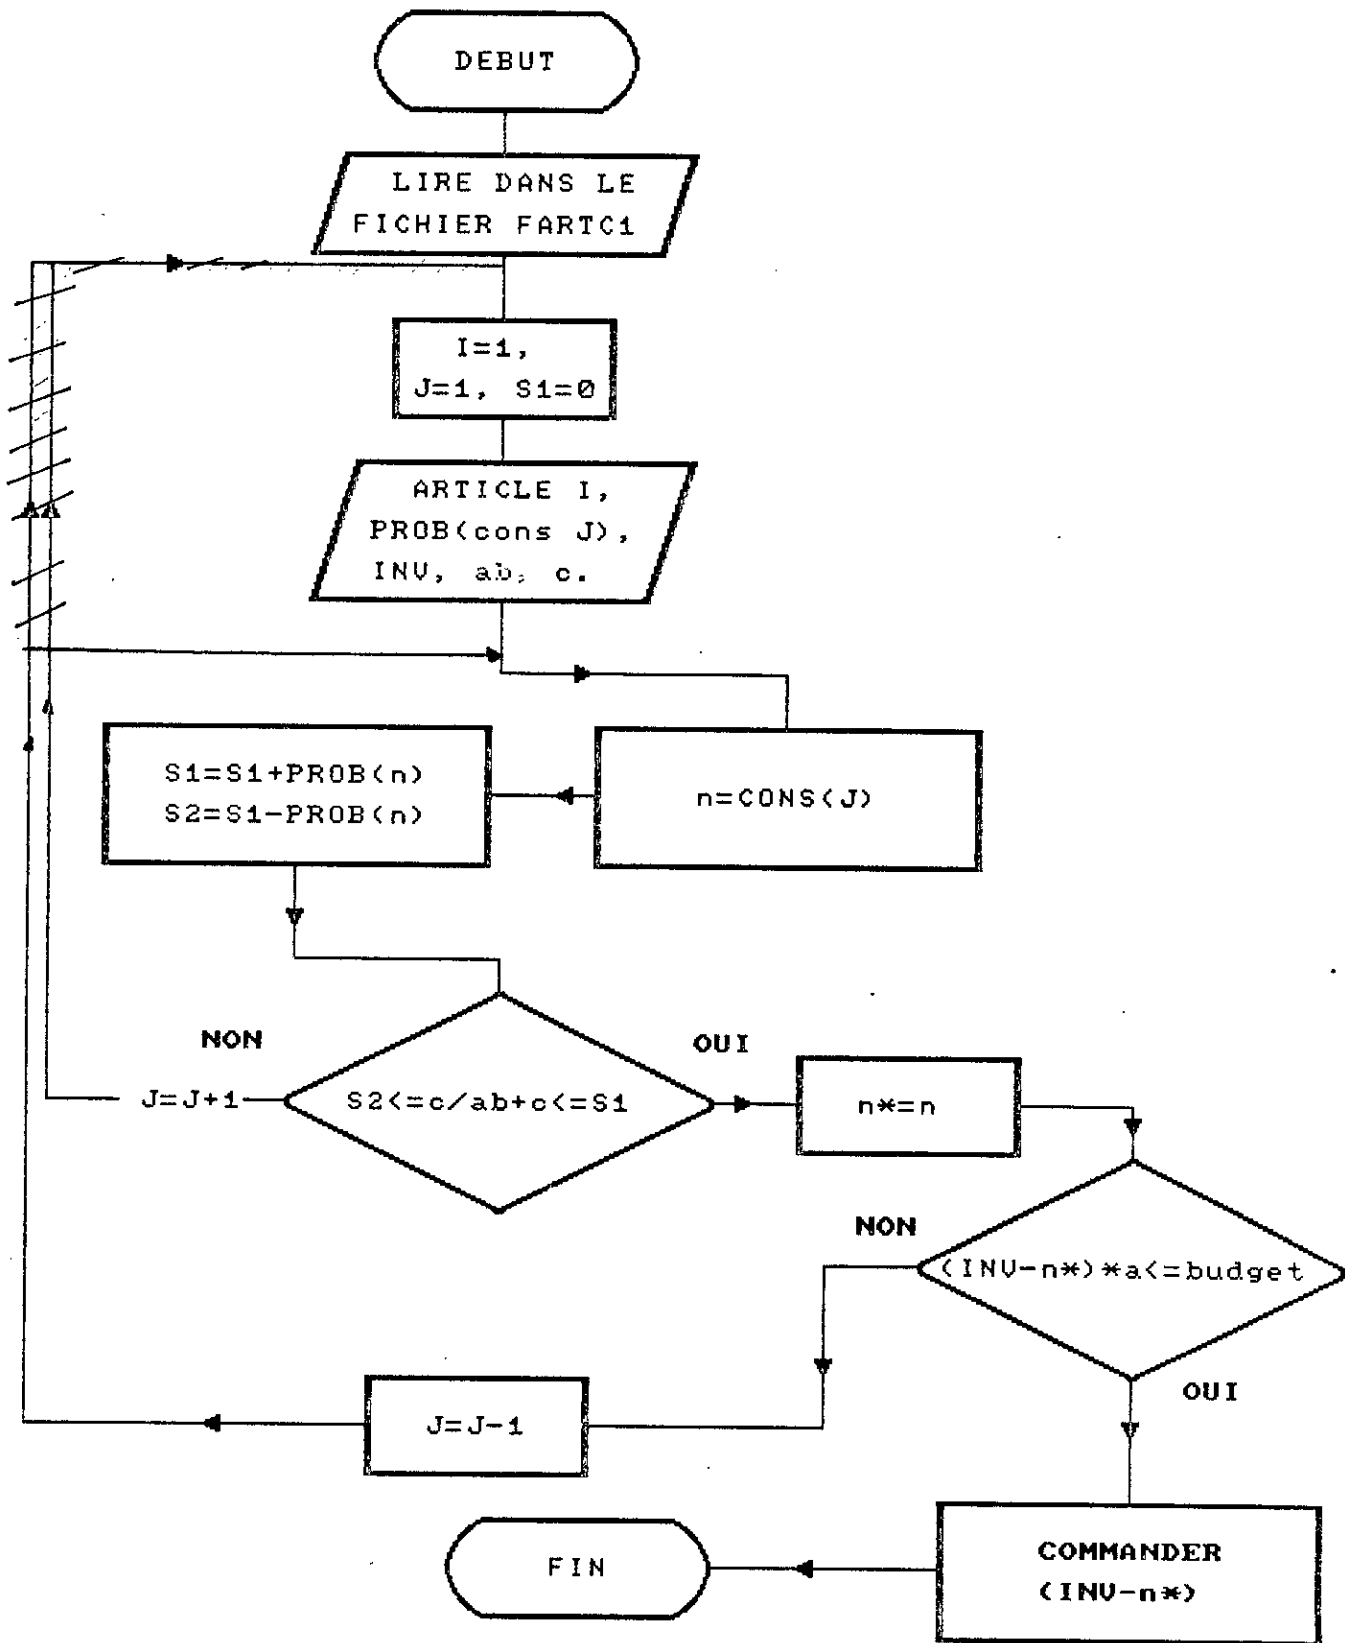 DEBUT
LIRE DANS LE
FICHIER FARTC1
I=1,
J=1, S1=0
ARTICLE I,
PROB(cons J),
INV, ab, c.
S1=S1+PROB(n)
S2=S1-PROB(n)
n=CONS(J)
NON
OUI
J=J+1
S2<=c/ab+c<=S1
n*=n
NON
(INV-n*)*a<=budget
OUI
J=J-1
COMMANDER
(INV-n*)
FIN